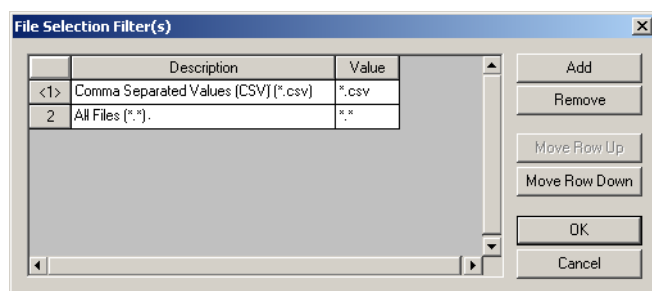 File Selection Filter(s)
Description Value
<1> Comma Separated Values (CSV) (*.csv) *.csv
2 All Files (*.*). *.*
Add
Remove
Move Row Up
Move Row Down
OK
Cancel